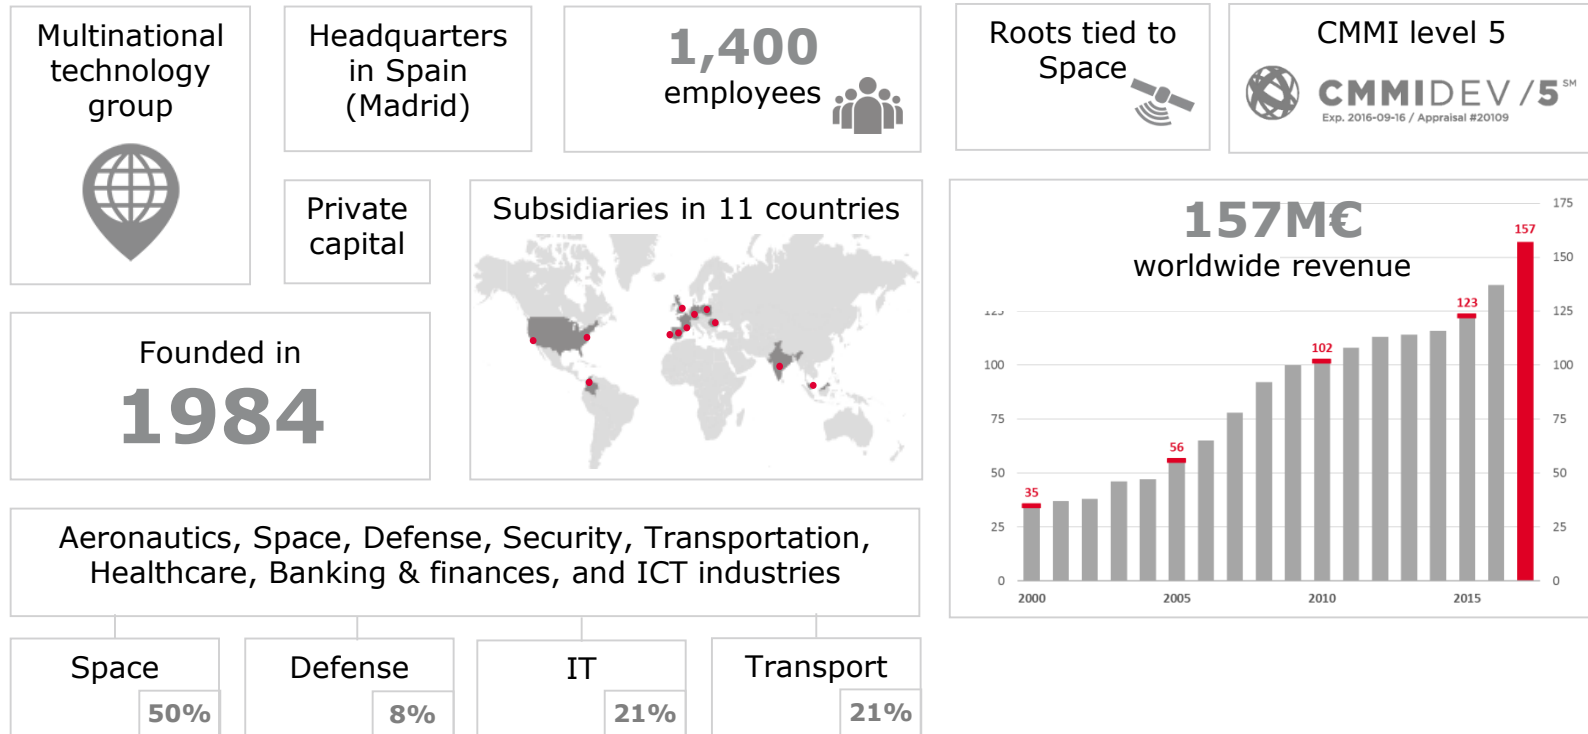 Multinational
technology
group
Headquarters
in Spain
(Madrid)
1,400
employees
Roots tied to
Space
CMMI level 5
CMMIDEV/5SM
Exp. 2016-09-16 / Appraisal #20109
Private
capital
Subsidiaries in 11 countries
157M€
worldwide revenue
175
157
150
123
125
125
102
100
100
75
75
56
50
50
35
25
25
0
0
2000
2005
2010
2015
Founded in
1984
Aeronautics, Space, Defense, Security, Transportation,
Healthcare, Banking & finances, and ICT industries
Space
50%
Defense
8%
IT
21%
Transport
21%